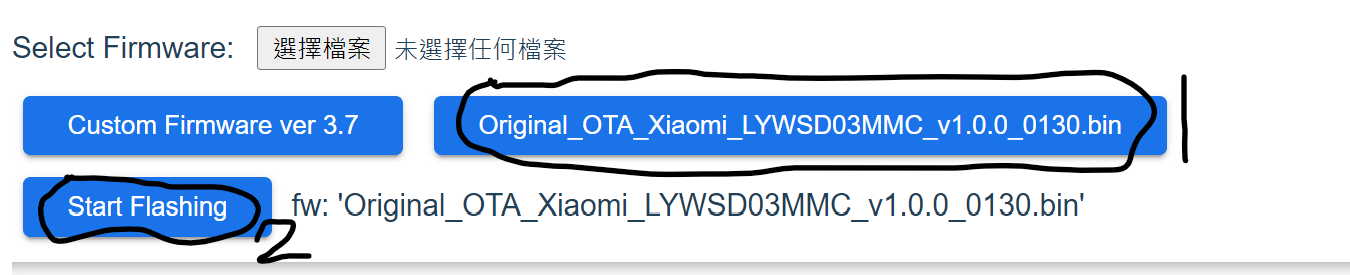 Select Firmware: 選擇檔案 未選擇任何檔案
Custom Firmware ver 3.7 Original_OTA_Xiaomi_LYWSD03MMC_v1.0.0_0130.bin 1
Start Flashing 2 fw: 'Original_OTA_Xiaomi_LYWSD03MMC_v1.0.0_0130.bin'